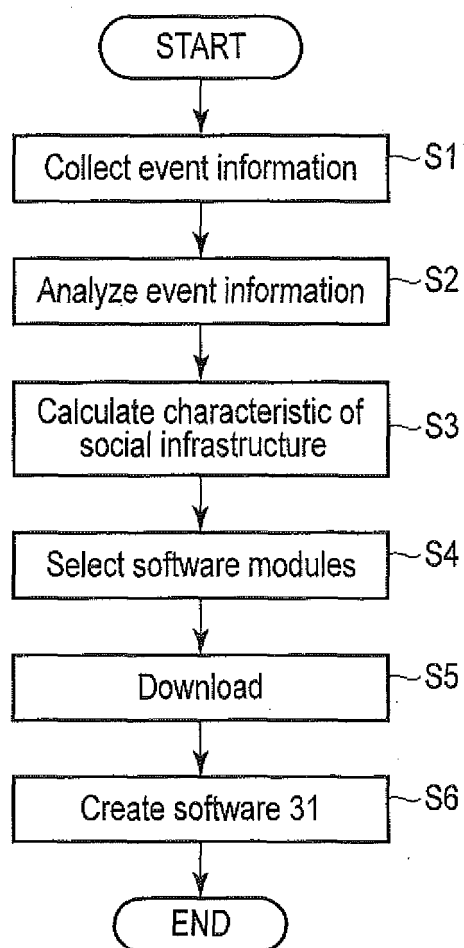 START
Collect event information
S1
Analyze event information
S2
Calculate characteristic of
social infrastructure
S3
Select software modules
S4
Download
S5
Create software 31
S6
END